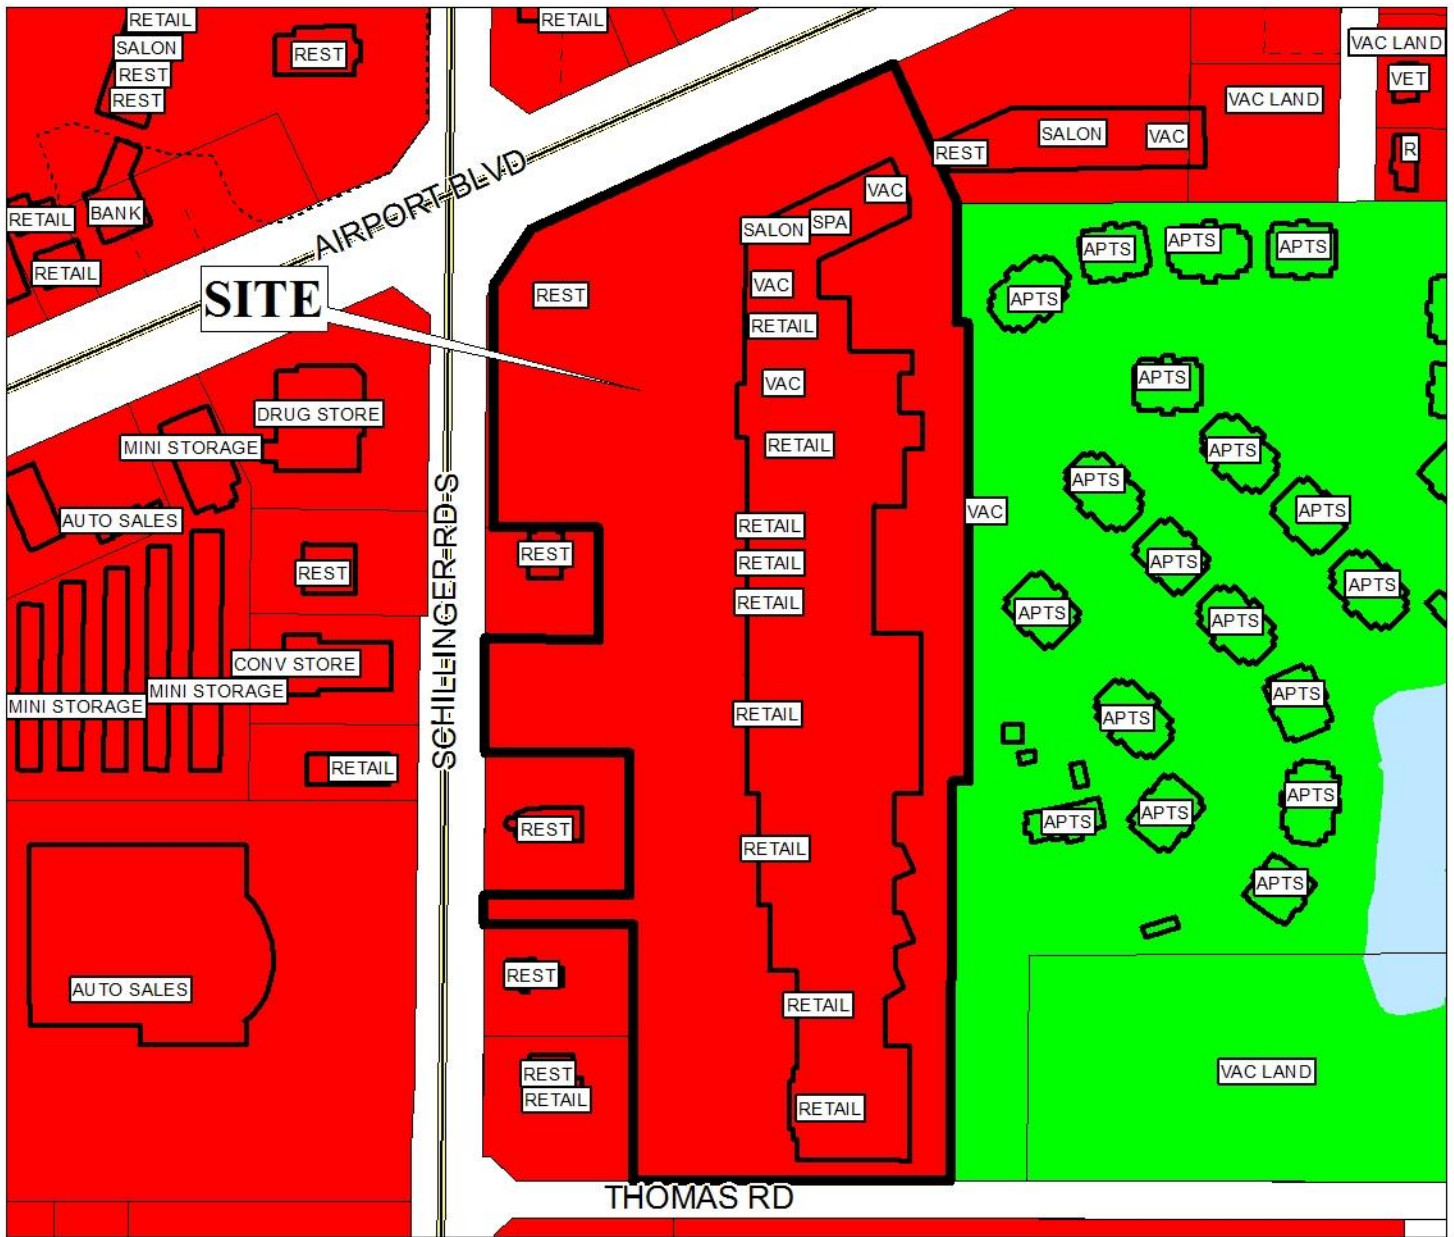 RETAIL
SALON
REST
REST
REST
RETAIL
VAC LAND
VET
VAC LAND
R
SALON
VAC
REST
RETAIL
BANK
RETAIL
AIRPORT BLVD
SITE
VAC
SPA
SALON
REST
VAC
RETAIL
VAC
RETAIL
APTS
APTS
APTS
APTS
DRUG STORE
MINI STORAGE
AUTO SALES
REST
CONV STORE
MINI STORAGE
MINI STORAGE
RETAIL
AUTO SALES
SCHILLINGER RD S
REST
RETAIL
RETAIL
RETAIL
VAC
RETAIL
REST
RETAIL
REST
RETAIL
REST
RETAIL
RETAIL
APTS
APTS
APTS
APTS
APTS
APTS
APTS
APTS
APTS
APTS
APTS
APTS
APTS
APTS
VAC LAND
THOMAS RD